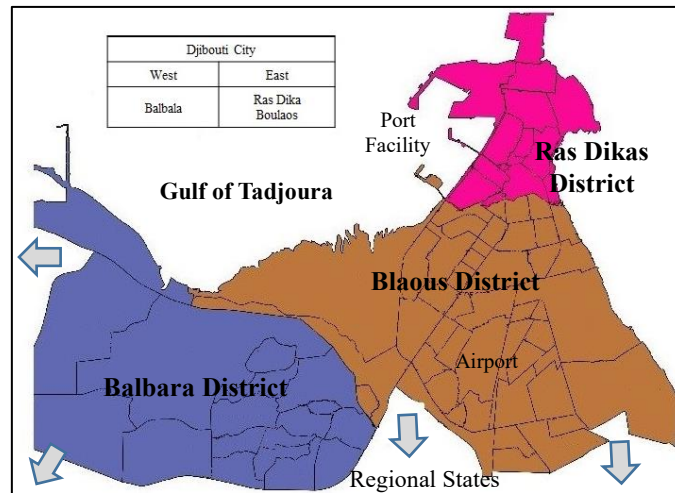 Djibouti City
West East
Balbala Ras Dika
Boulaos
Port
Facility
Ras Dikas
District
Gulf of Tadjoura
Blaous District
Airport
Balbara District
Regional States